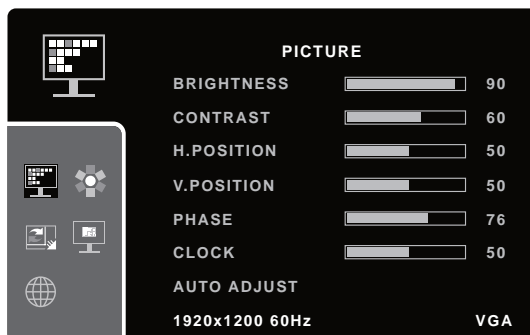 PICTURE
BRIGHTNESS 90
CONTRAST 60
H.POSITION 50
V.POSITION 50
PHASE 76
CLOCK 50
AUTO ADJUST
1920x1200 60Hz VGA